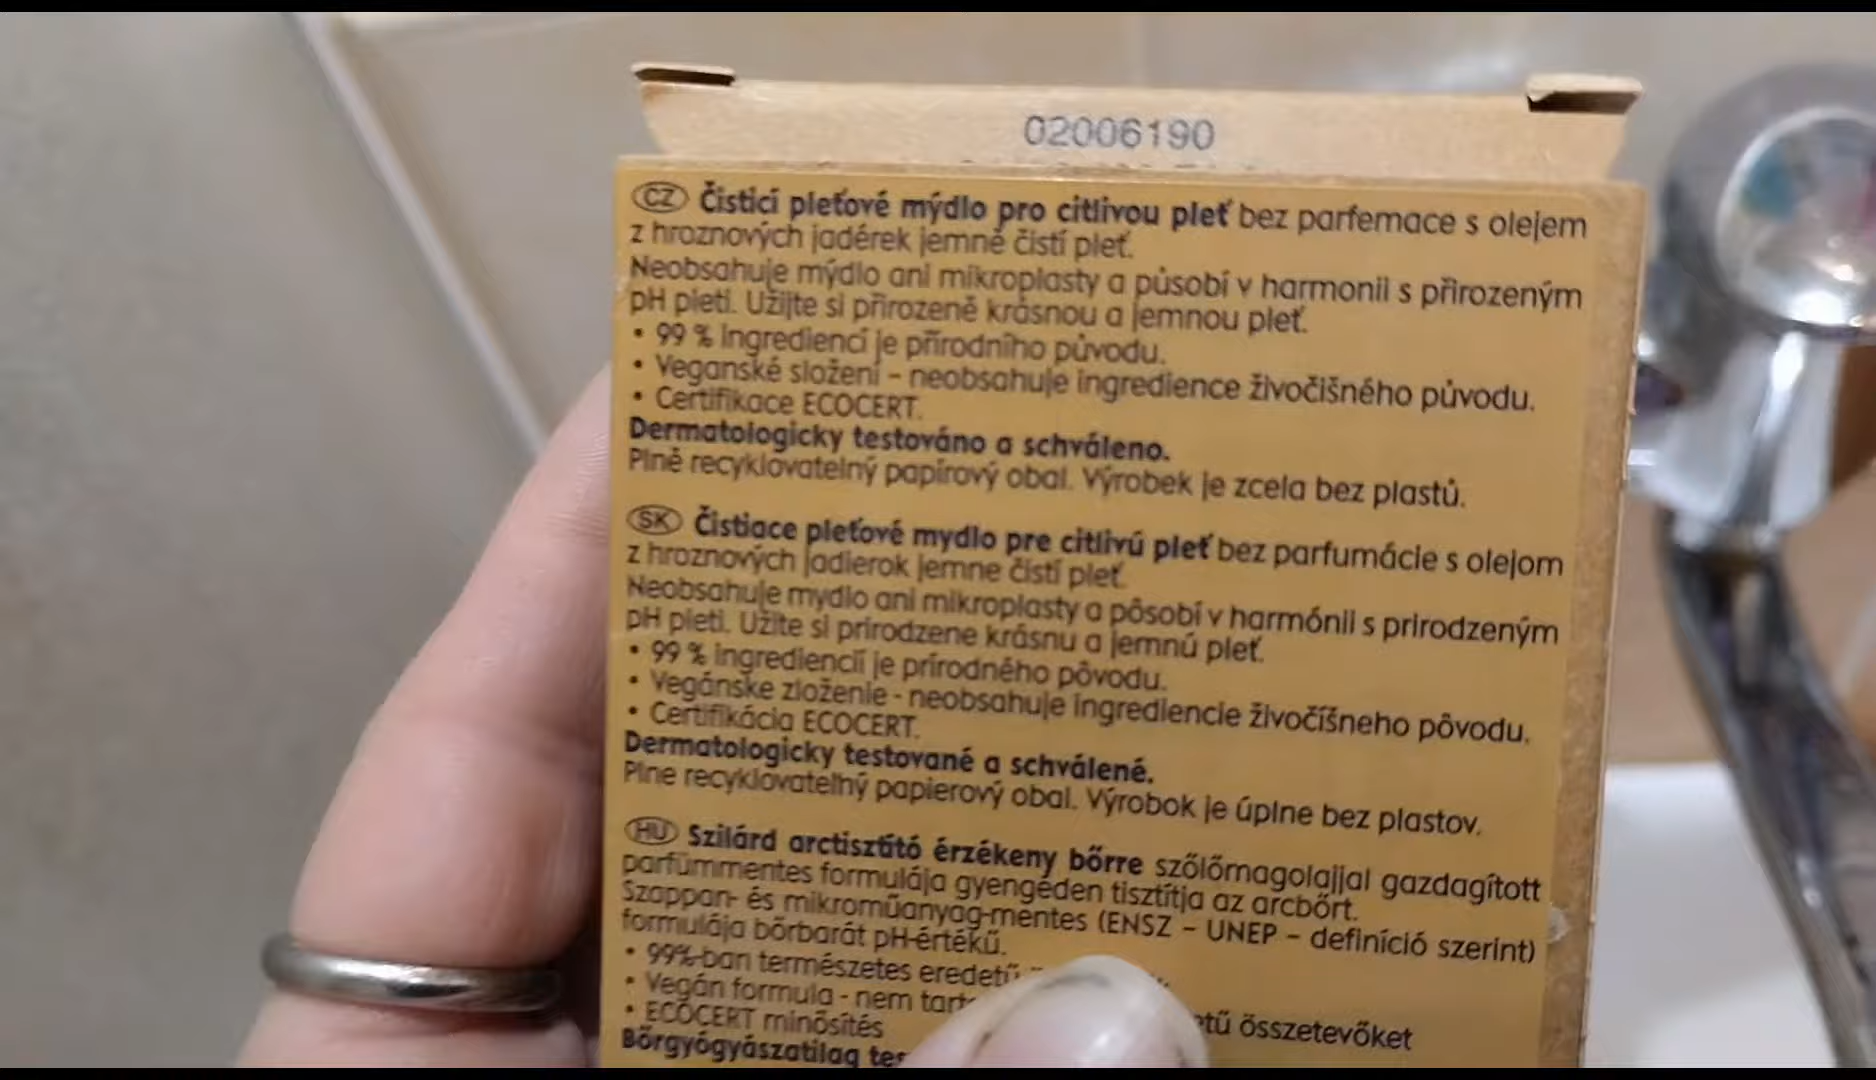 02006190
CZ Čisticí pleťové mýdlo pro citlivou pleť bez parfemace s olejem
z hroznových jadérek jemně čistí pleť.
Neobsahuje mýdlo ani mikroplasty a působí v harmonii s přirozeným
pH pleti. Užijte si přirozeně krásnou a jemnou pleť.
• 99 % ingrediencí je přírodního původu.
• Veganské složení – neobsahuje ingredience živočišného původu.
• Certifikace ECOCERT.
Dermatologicky testováno a schváleno.
Plně recyklovatelný papírový obal. Výrobek je zcela bez plastů.
SK Čistiace pleťové mydlo pre citlivú pleť bez parfumácie s olejom
z hroznových jadierok jemne čistí pleť.
Neobsahuje mydlo ani mikroplasty a pôsobí v harmónii s prirodzeným
pH pleti. Užite si prirodzene krásnu a jemnú pleť.
• 99 % ingrediencií je prírodného pôvodu.
• Vegánske zloženie - neobsahuje ingrediencie živočíšneho pôvodu.
• Certifikácia ECOCERT.
Dermatologicky testované a schválené.
Plne recyklovateľný papierový obal. Výrobok je úplne bez plastov.
HU Szilárd arctisztító érzékeny bőrre szőlőmagolajjal gazdagított
parfümmentes formulája gyengéden tisztítja az arcbőrt.
Szappan- és mikroműanyag-mentes (ENSZ – UNEP – definíció szerint)
formulája bőrbarát pH-értékű.
• 99%-ban természetes eredetű
• Vegán formula - nem összetevőket
• ECOCERT minősítés
Bőrgyógyászatilag